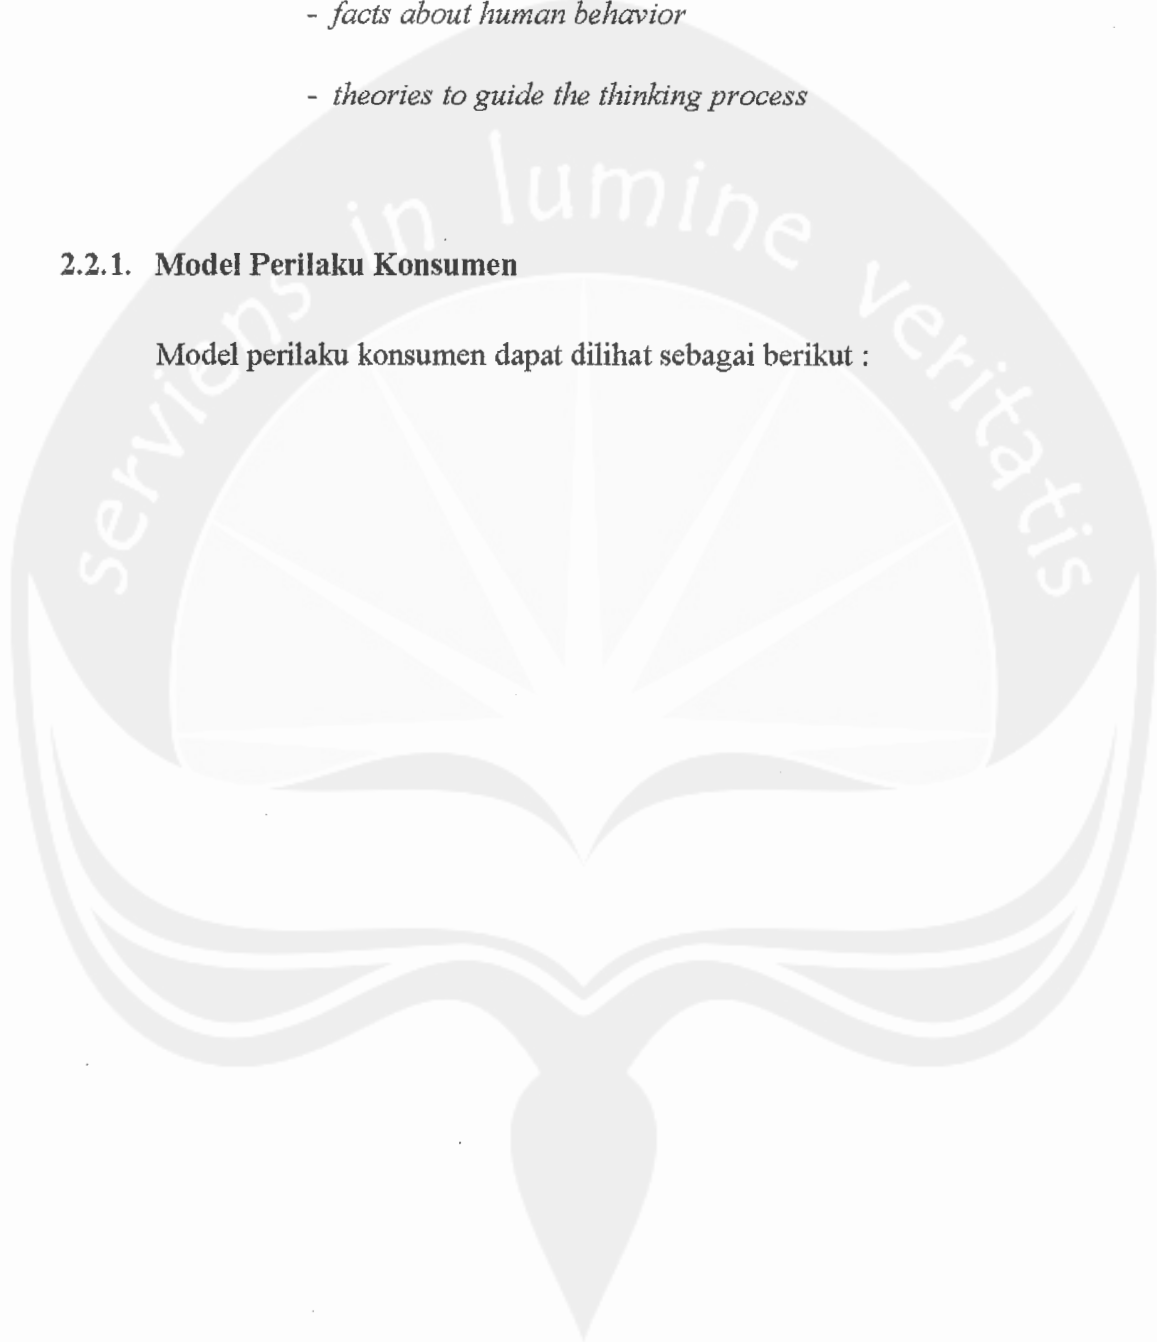 - facts about human behavior
- theories to guide the thinking process
serviens in lumine veritatis
2.2.1. Model Perilaku Konsumen
Model perilaku konsumen dapat dilihat sebagai berikut :